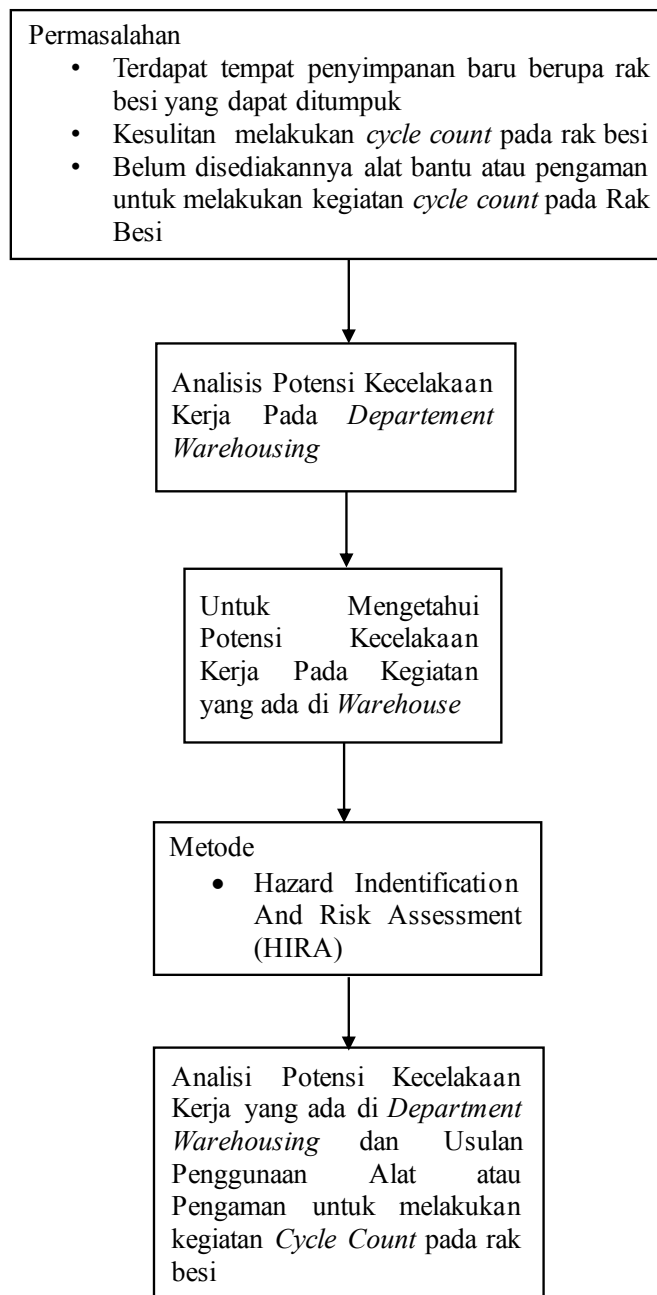 Permasalahan
• Terdapat tempat penyimpanan baru berupa rak
besi yang dapat ditumpuk
• Kesulitan melakukan cycle count pada rak besi
• Belum disediakannya alat bantu atau pengaman
untuk melakukan kegiatan cycle count pada Rak
Besi
Analisis Potensi Kecelakaan
Kerja Pada Departement
Warehousing
Untuk Mengetahui
Potensi Kecelakaan
Kerja Pada Kegiatan
yang ada di Warehouse
Metode
• Hazard Indentification
And Risk Assessment
(HIRA)
Analisi Potensi Kecelakaan
Kerja yang ada di Department
Warehousing dan Usulan
Penggunaan Alat atau
Pengaman untuk melakukan
kegiatan Cycle Count pada rak
besi